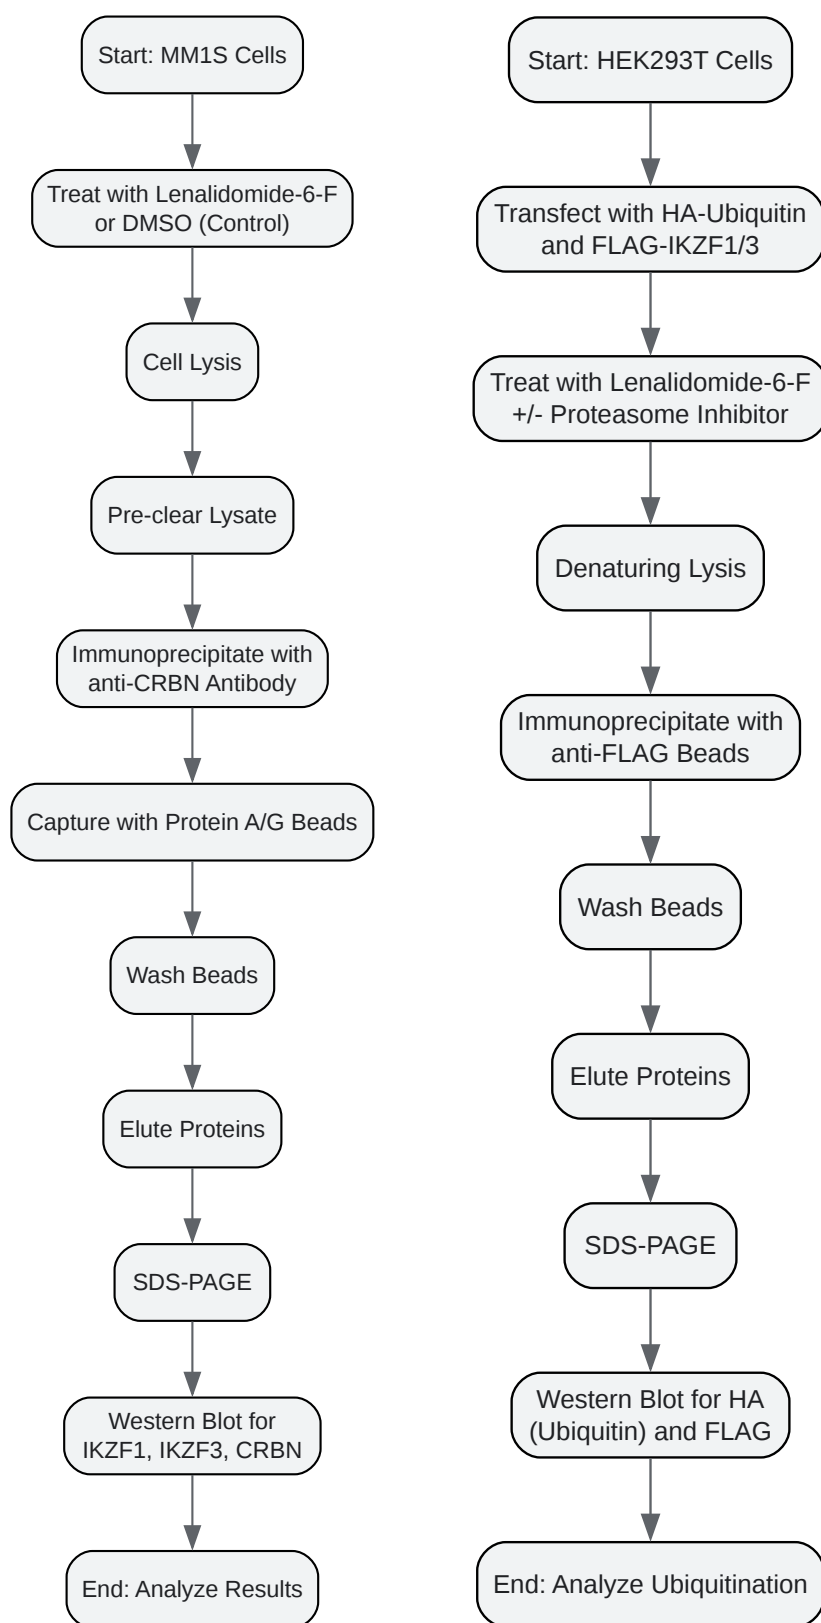 Start: MM1S Cells
Treat with Lenalidomide-6-F
or DMSO (Control)
Cell Lysis
Pre-clear Lysate
Immunoprecipitate with
anti-CRBN Antibody
Capture with Protein A/G Beads
Wash Beads
Elute Proteins
SDS-PAGE
Western Blot for
IKZF1, IKZF3, CRBN
End: Analyze Results
Start: HEK293T Cells
Transfect with HA-Ubiquitin
and FLAG-IKZF1/3
Treat with Lenalidomide-6-F
+/- Proteasome Inhibitor
Denaturing Lysis
Immunoprecipitate with
anti-FLAG Beads
Wash Beads
Elute Proteins
SDS-PAGE
Western Blot for HA
(Ubiquitin) and FLAG
End: Analyze Ubiquitination